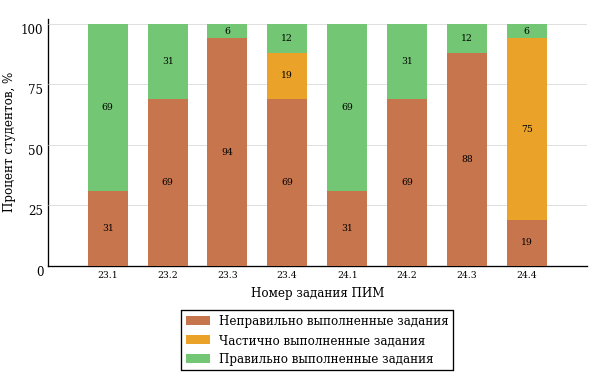 Процент студентов, %
100
75
50
25
0
69 31 6 12 69 31 12 6
19 75
31 69 94 69 31 69 88 19
23.1 23.2 23.3 23.4 24.1 24.2 24.3 24.4
Номер задания ПИМ
Неправильно выполненные задания
Частично выполненные задания
Правильно выполненные задания